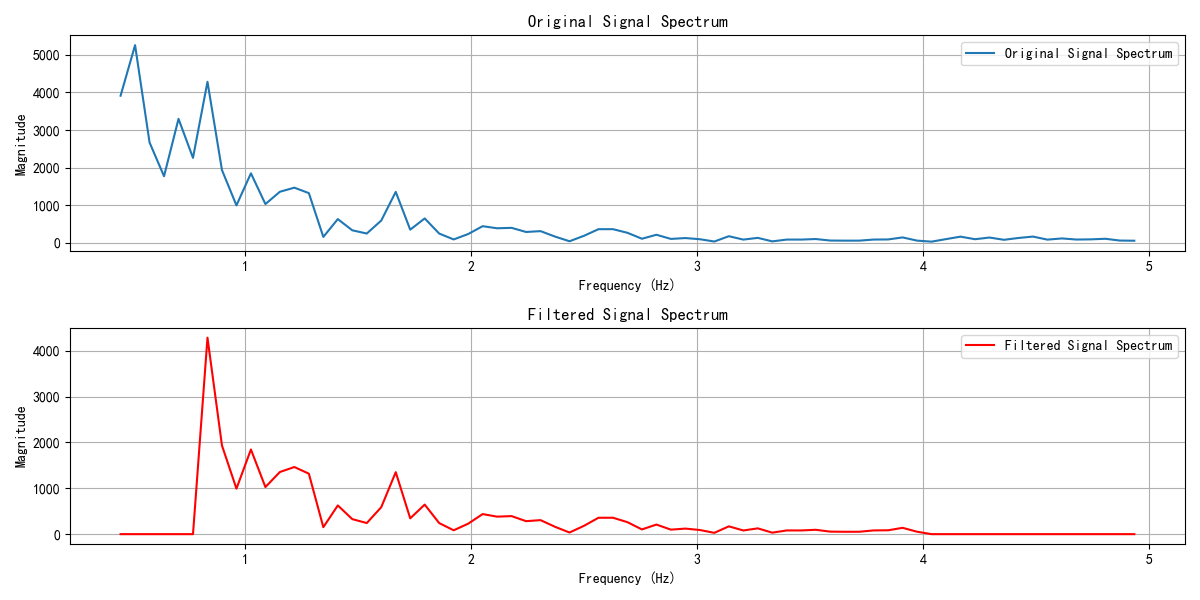 Original Signal Spectrum
Original Signal Spectrum
5000
4000
3000
2000
1000
0
Magnitude
1
2
3
4
5
Frequency (Hz)
Filtered Signal Spectrum
Filtered Signal Spectrum
4000
3000
2000
1000
0
Magnitude
1
2
3
4
5
Frequency (Hz)